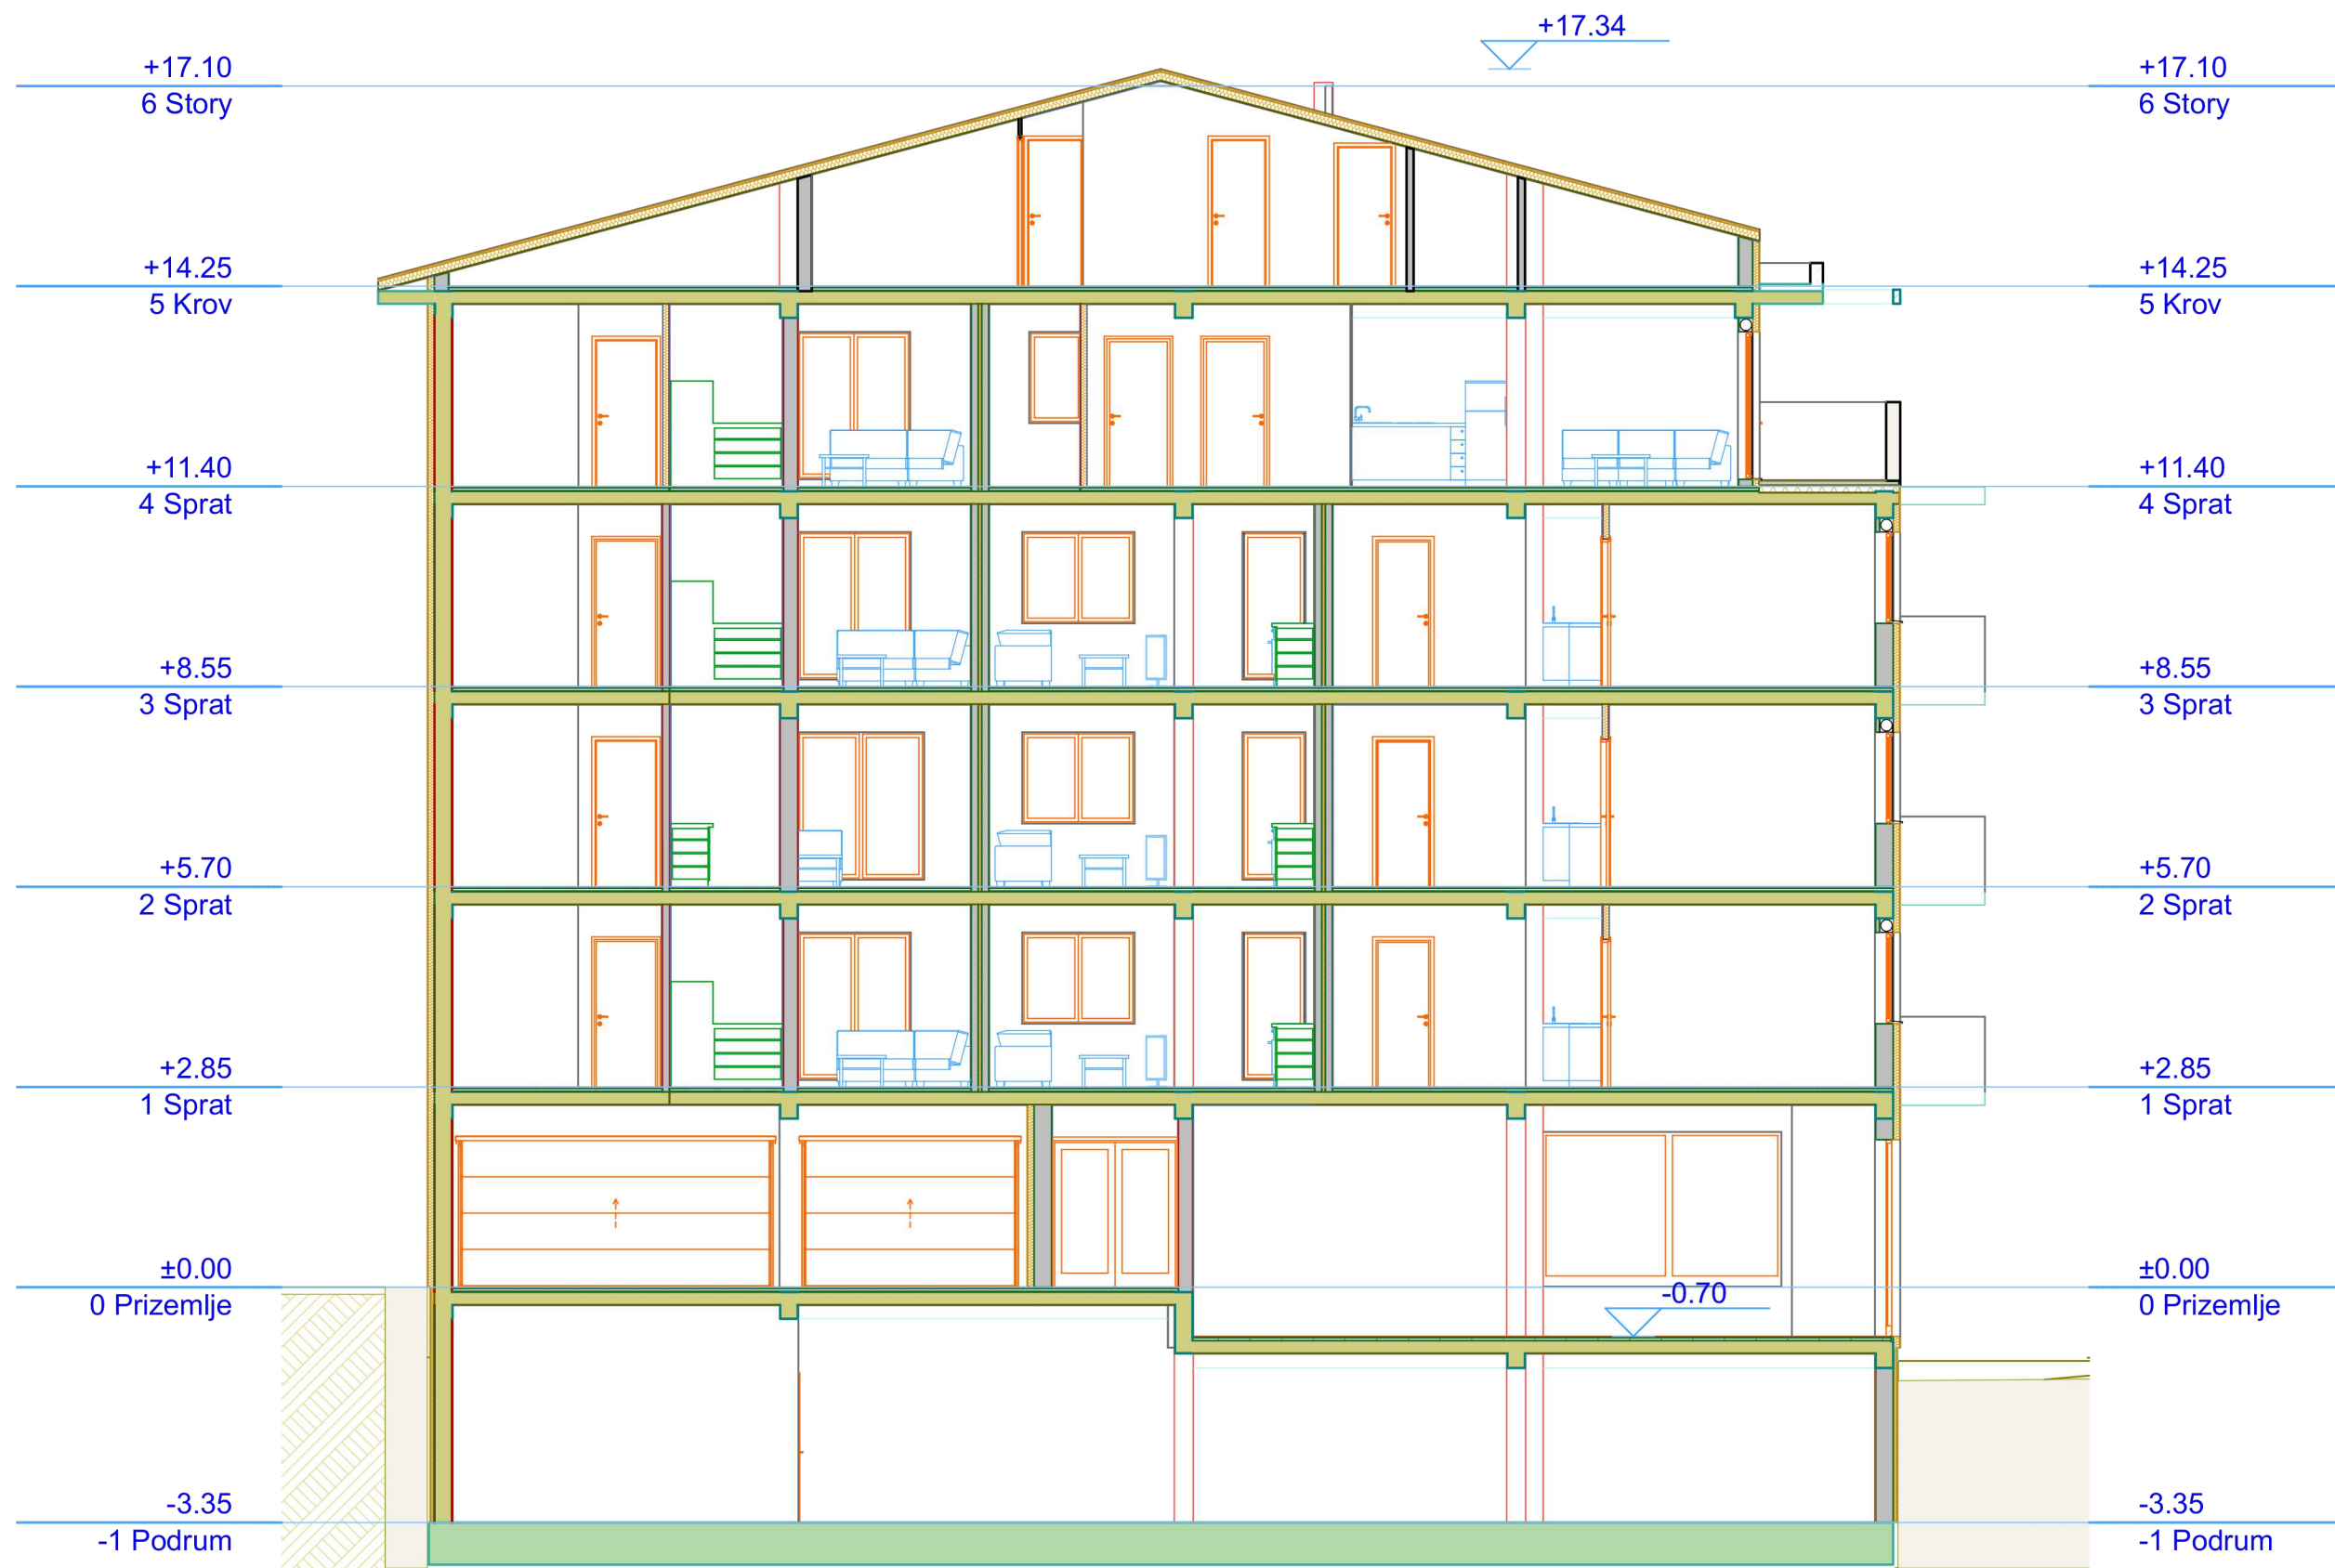 +17.34
+17.10
6 Story
+17.10
6 Story
+14.25
5 Krov
+14.25
5 Krov
+11.40
4 Sprat
+11.40
4 Sprat
+8.55
3 Sprat
+8.55
3 Sprat
+5.70
2 Sprat
+5.70
2 Sprat
+2.85
1 Sprat
+2.85
1 Sprat
±0.00
0 Prizemlje
±0.00
0 Prizemlje
-0.70
-3.35
-1 Podrum
-3.35
-1 Podrum